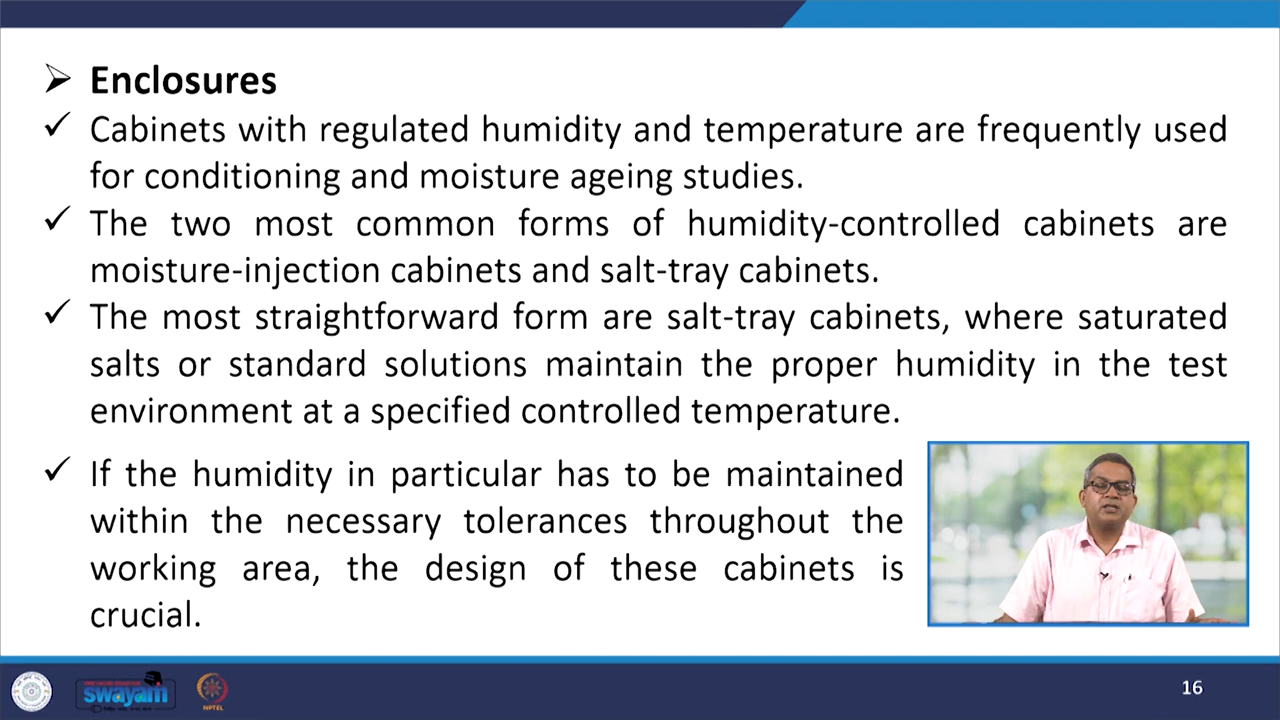 ➢ Enclosures
✓ Cabinets with regulated humidity and temperature are frequently used
for conditioning and moisture ageing studies.
✓ The two most common forms of humidity-controlled cabinets are
moisture-injection cabinets and salt-tray cabinets.
✓ The most straightforward form are salt-tray cabinets, where saturated
salts or standard solutions maintain the proper humidity in the test
environment at a specified controlled temperature.
✓ If the humidity in particular has to be maintained
within the necessary tolerances throughout the
working area, the design of these cabinets is
crucial.
swayam
NPTEL
16